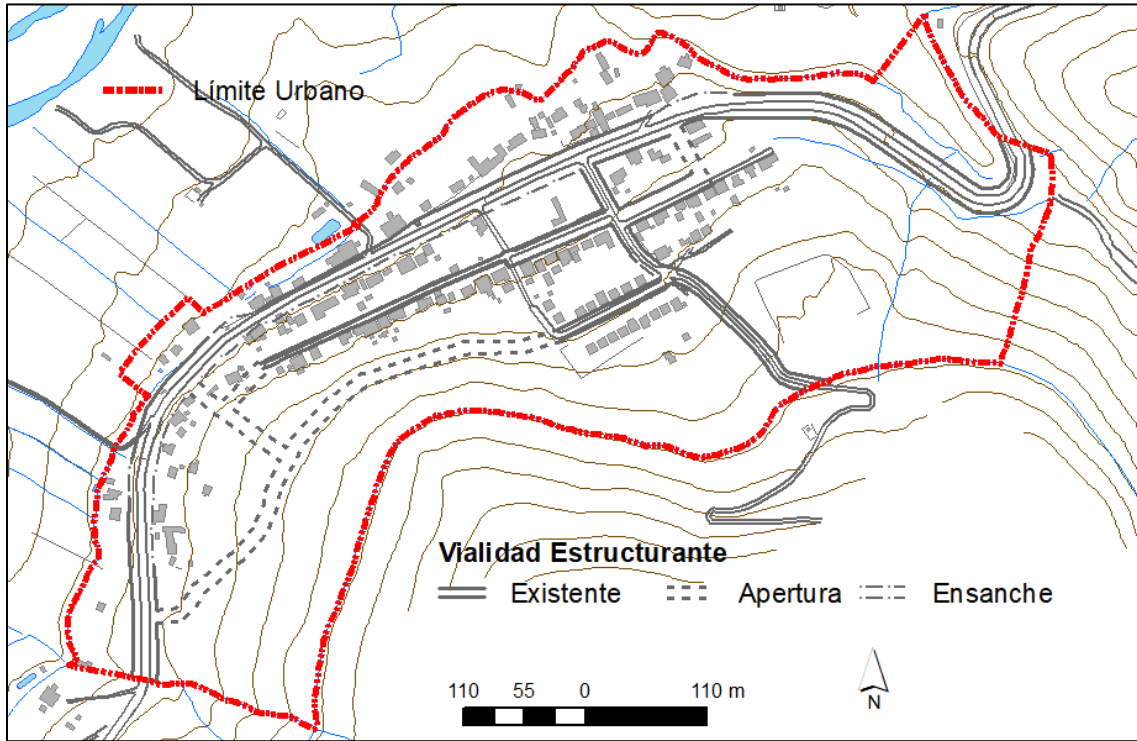 Límite Urbano
Vialidad Estructurante
Existente Apertura Ensanche
110 55 0 110 m
N